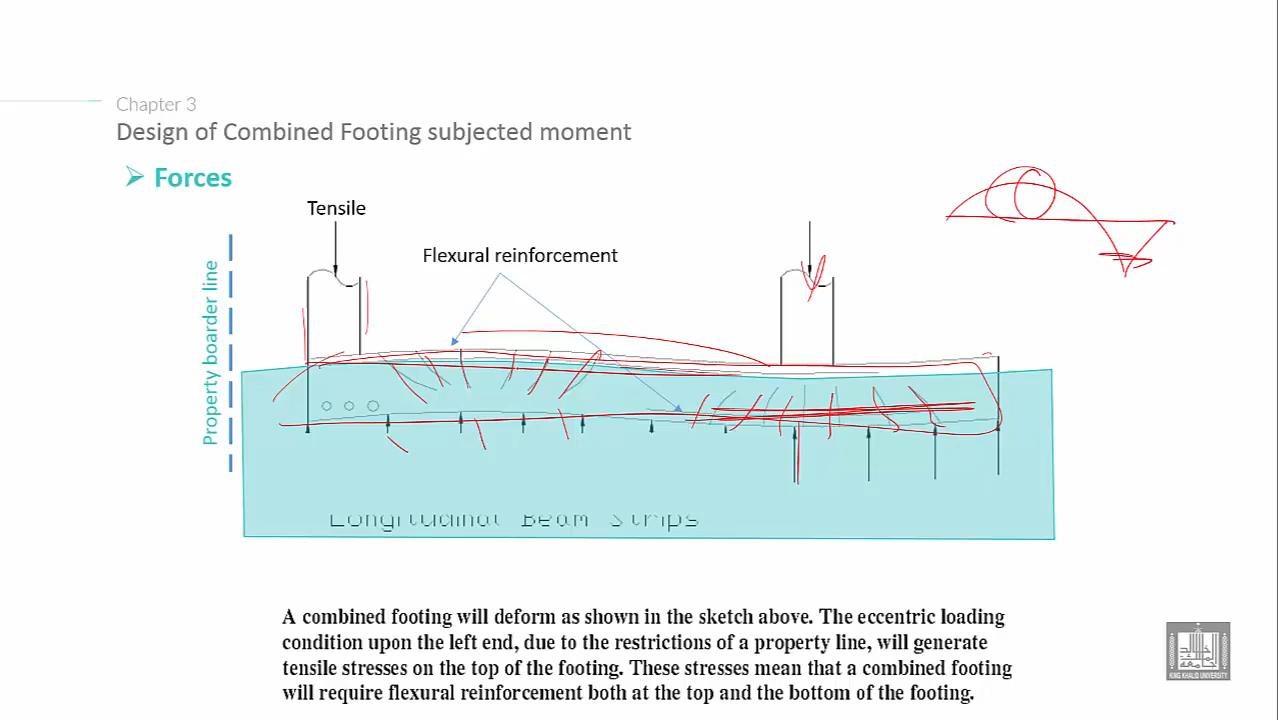 Chapter 3
Design of Combined Footing subjected moment
➢ Forces
Tensile
Flexural reinforcement
Property boarder line
Longitudinal Beam Strips
A combined footing will deform as shown in the sketch above. The eccentric loading
condition upon the left end, due to the restrictions of a property line, will generate
tensile stresses on the top of the footing. These stresses mean that a combined footing
will require flexural reinforcement both at the top and the bottom of the footing.
KING KHALID UNIVERSITY